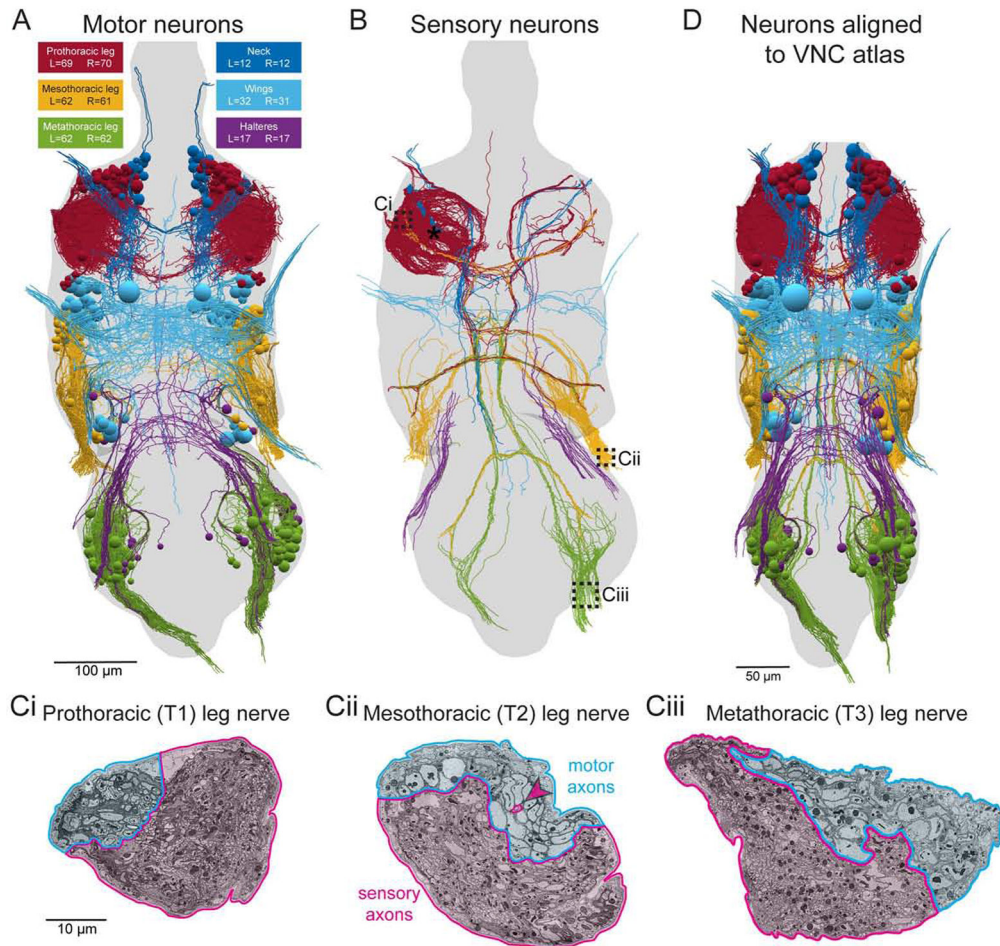 A
Motor neurons
Prothoracic leg
L=69 R=70
Neck
L=12 R=12
Mesothoracic leg
L=62 R=61
Wings
L=32 R=31
Metathoracic leg
L=62 R=62
Halteres
L=17 R=17
100 µm
B
Sensory neurons
Ci
*
Cii
Ciii
D
Neurons aligned
to VNC atlas
50 µm
Ci Prothoracic (T1) leg nerve
10 µm
Cii Mesothoracic (T2) leg nerve
motor
axons
sensory
axons
Ciii Metathoracic (T3) leg nerve